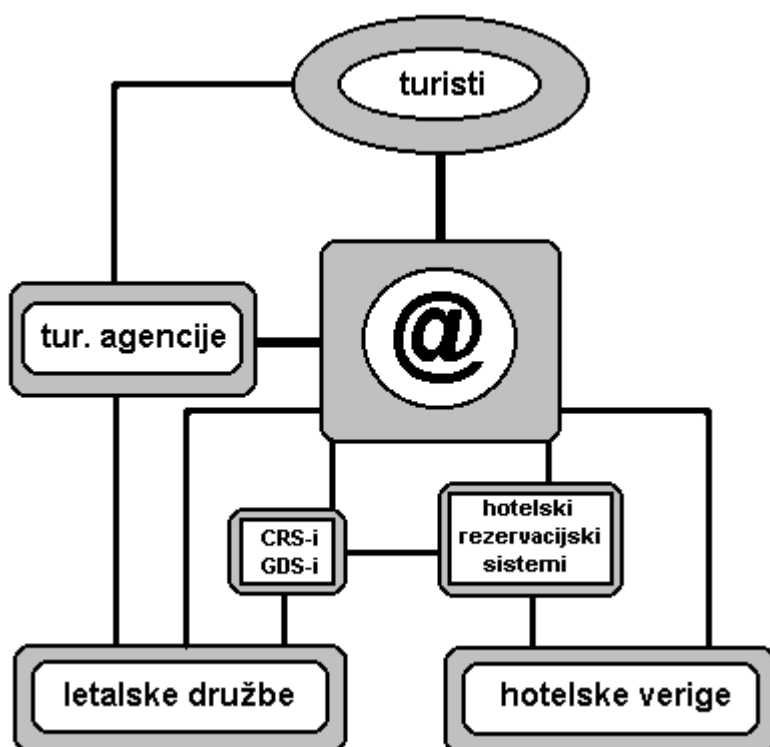 turisti
@
tur. agencije
CRS-i
GDS-i
hotelski
rezervacijski
sistemi
letalske družbe
hotelske verige